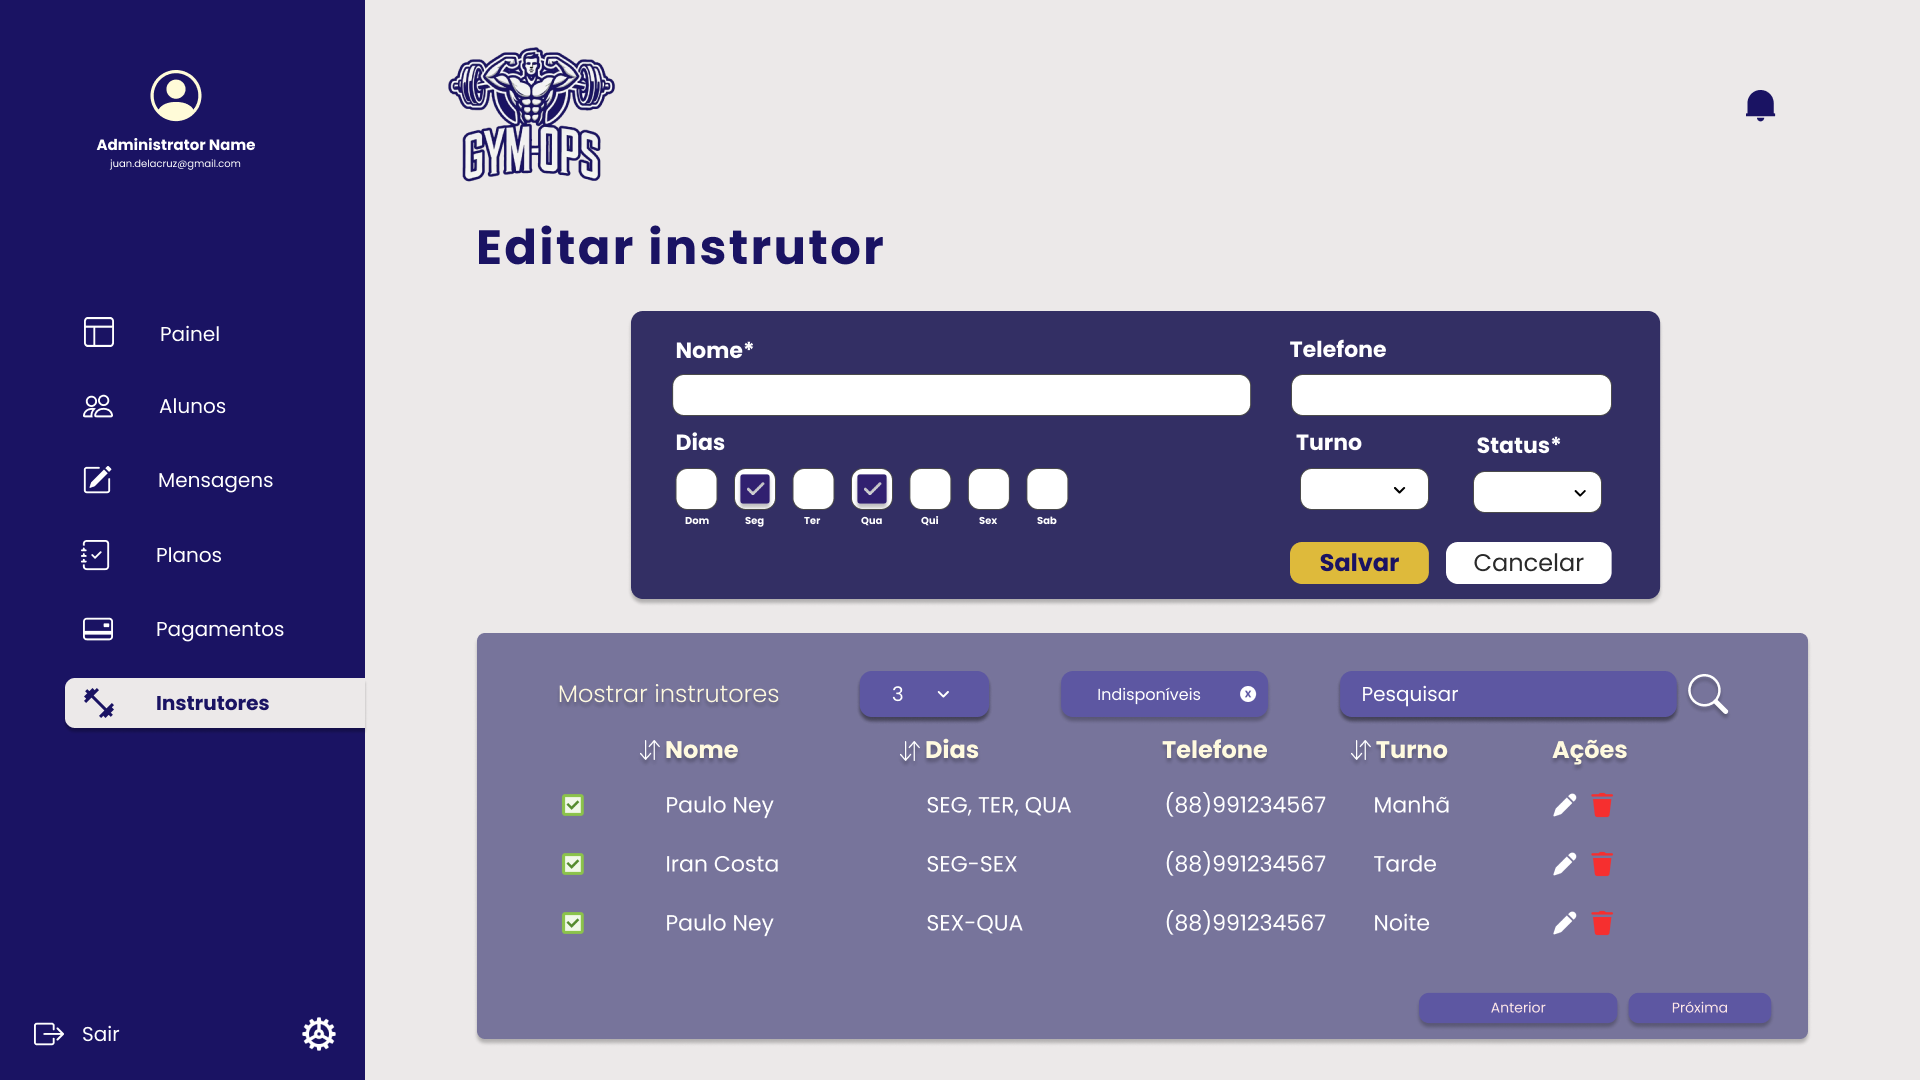 Administrator Name
juan.delacruz@gmail.com
Painel
Alunos
Mensagens
Planos
Pagamentos
Instrutores
Sair
GYM-OPS
Editar instrutor
Nome*
Telefone
Dias
Turno
Status*
Dom Seg Ter Qua Qui Sex Sab
Salvar Cancelar
Mostrar instrutores 3 Indisponíveis x Pesquisar
Nome Dias Telefone Turno Ações
Paulo Ney SEG, TER, QUA (88)991234567 Manhã
Iran Costa SEG-SEX (88)991234567 Tarde
Paulo Ney SEX-QUA (88)991234567 Noite
Anterior Próxima